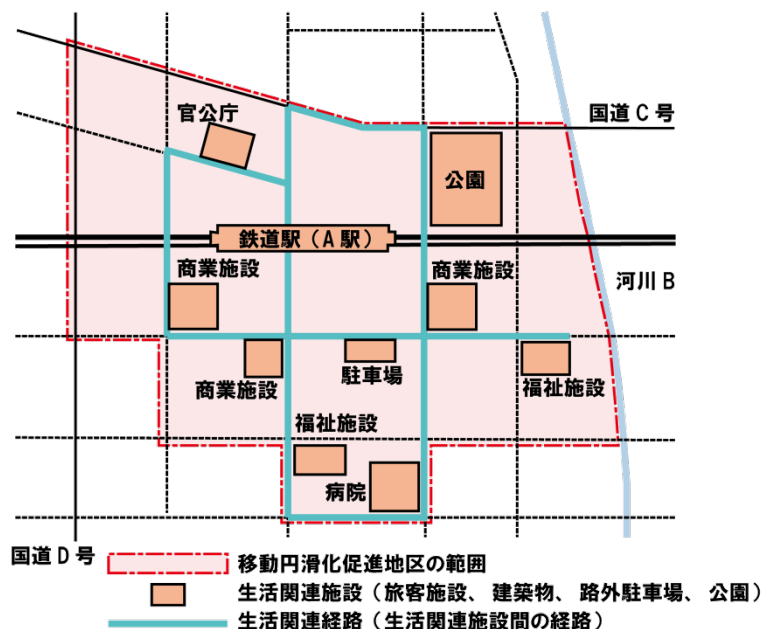 国道 C 号
官公庁
公園
鉄道駅（A 駅）
商業施設
商業施設
河川 B
商業施設
駐車場
福祉施設
福祉施設
病院
国道 D 号
移動円滑化促進地区の範囲
生活関連施設（旅客施設、建築物、路外駐車場、公園）
生活関連経路（生活関連施設間の経路）